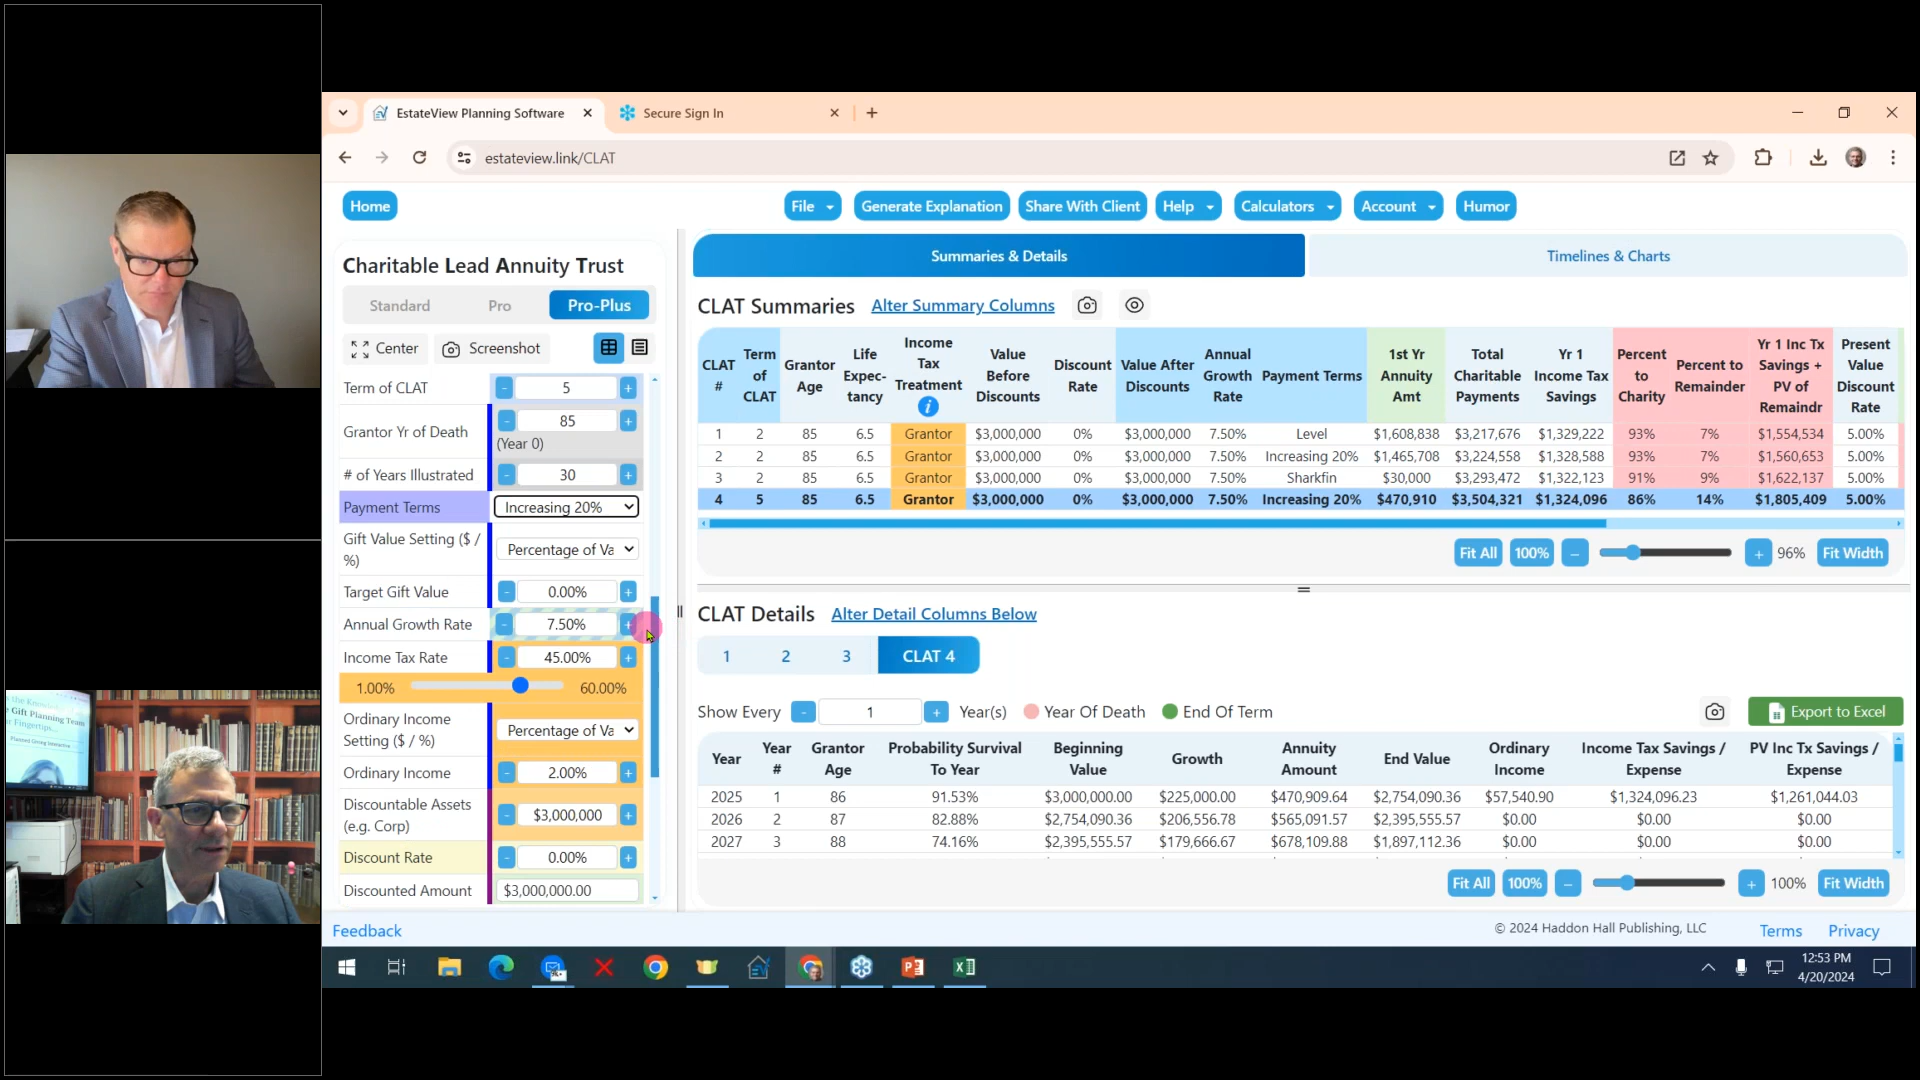 EstateView Planning Software
Secure Sign In
estateview.link/CLAT
Home
File
Generate Explanation
Share With Client
Help
Calculators
Account
Humor
Charitable Lead Annuity Trust
Standard Pro Pro-Plus
Center Screenshot
Term of CLAT - 5 +
Grantor Yr of Death - 85 +
(Year 0)
# of Years Illustrated - 30 +
Payment Terms Increasing 20%
Gift Value Setting ($ /
%)
Percentage of Va
Target Gift Value - 0.00% +
Annual Growth Rate - 7.50% +
Income Tax Rate - 45.00% +
1.00% 60.00%
Ordinary Income
Setting ($ / %)
Percentage of Va
Ordinary Income - 2.00% +
Discountable Assets
(e.g. Corp)
- $3,000,000 +
Discount Rate - 0.00% +
Discounted Amount $3,000,000.00
Summaries & Details
Timelines & Charts
CLAT Summaries Alter Summary Columns
CLAT # Term of CLAT Grantor Age Life Expec-tancy Income Tax Treatment i Value Before Discounts Discount Rate Value After Discounts Annual Growth Rate Payment Terms 1st Yr Annuity Amt Total Charitable Payments Yr 1 Income Tax Savings Percent to Charity Percent to Remainder Yr 1 Inc Tx Savings + PV of Remaindr Present Value Discount Rate
1 2 85 6.5 Grantor $3,000,000 0% $3,000,000 7.50% Level $1,608,838 $3,217,676 $1,329,222 93% 7% $1,554,534 5.00%
2 2 85 6.5 Grantor $3,000,000 0% $3,000,000 7.50% Increasing 20% $1,465,708 $3,224,558 $1,328,588 93% 7% $1,560,653 5.00%
3 2 85 6.5 Grantor $3,000,000 0% $3,000,000 7.50% Sharkfin $30,000 $3,293,472 $1,322,123 91% 9% $1,622,137 5.00%
4 5 85 6.5 Grantor $3,000,000 0% $3,000,000 7.50% Increasing 20% $470,910 $3,504,321 $1,324,096 86% 14% $1,805,409 5.00%
Fit All 100% - + 96% Fit Width
CLAT Details Alter Detail Columns Below
1 2 3 CLAT 4
Show Every - 1 + Year(s) Year Of Death End Of Term Export to Excel
Year Year # Grantor Age Probability Survival To Year Beginning Value Growth Annuity Amount End Value Ordinary Income Income Tax Savings / Expense PV Inc Tx Savings / Expense
2025 1 86 91.53% $3,000,000.00 $225,000.00 $470,909.64 $2,754,090.36 $57,540.90 $1,324,096.23 $1,261,044.03
2026 2 87 82.88% $2,754,090.36 $206,556.78 $565,091.57 $2,395,555.57 $0.00 $0.00 $0.00
2027 3 88 74.16% $2,395,555.57 $179,666.67 $678,109.88 $1,897,112.36 $0.00 $0.00 $0.00
Fit All 100% - + 100% Fit Width
Feedback
© 2024 Haddon Hall Publishing, LLC
Terms
Privacy
12:53 PM
4/20/2024
Gift Planning Team
Fingertips...